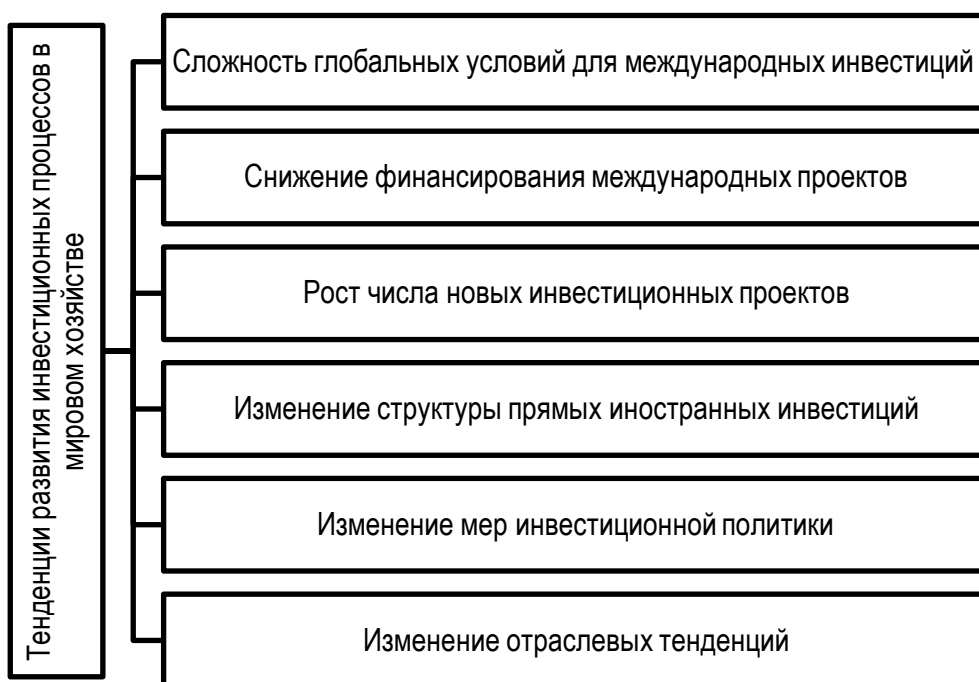 Тенденции развития инвестиционных процессов в
мировом хозяйстве
Сложность глобальных условий для международных инвестиций
Снижение финансирования международных проектов
Рост числа новых инвестиционных проектов
Изменение структуры прямых иностранных инвестиций
Изменение мер инвестиционной политики
Изменение отраслевых тенденций